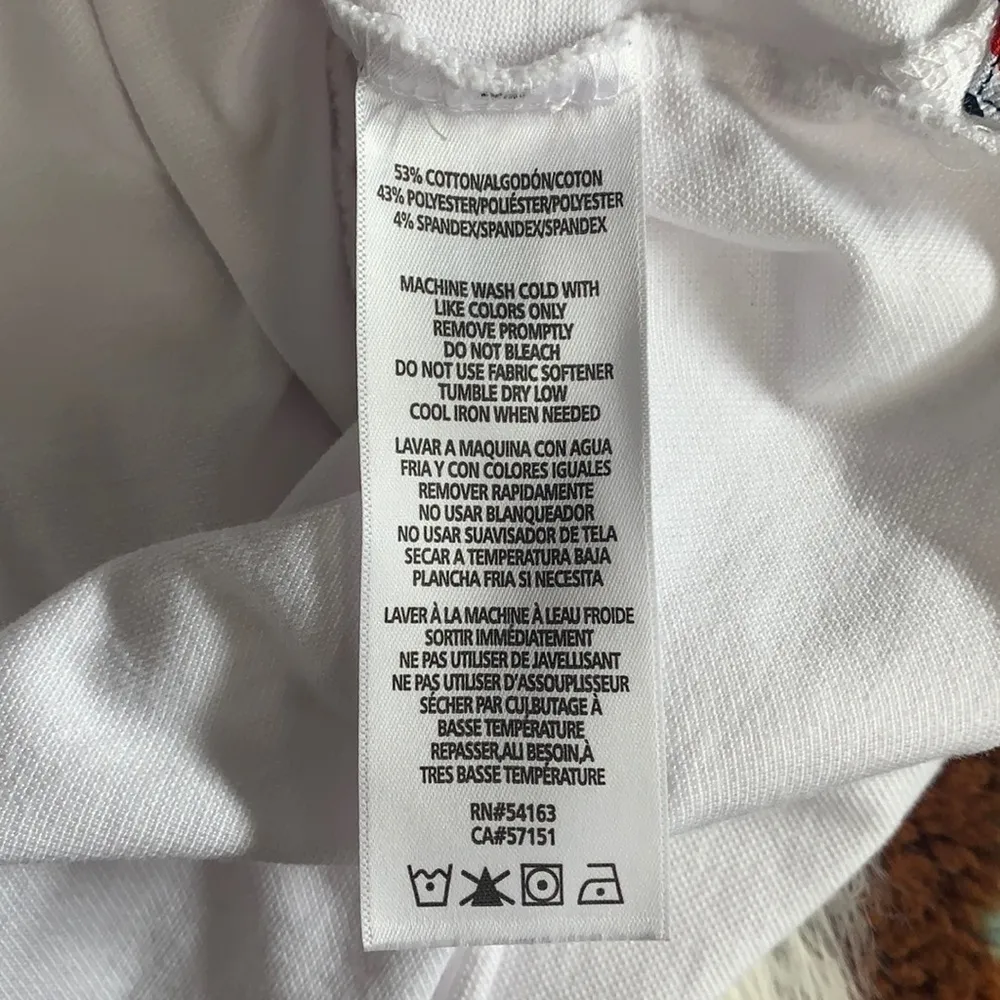 53% COTTON/ALGODÓN/COTON
43% POLYESTER/POLIÉSTER/POLYESTER
4% SPANDEX/SPANDEX/SPANDEX
MACHINE WASH COLD WITH
LIKE COLORS ONLY
REMOVE PROMPTLY
DO NOT BLEACH
DO NOT USE FABRIC SOFTENER
TUMBLE DRY LOW
COOL IRON WHEN NEEDED
LAVAR A MAQUINA CON AGUA
FRIA Y CON COLORES IGUALES
REMOVER RAPIDAMENTE
NO USAR BLANQUEADOR
NO USAR SUAVISADOR DE TELA
SECAR A TEMPERATURA BAJA
PLANCHA FRIA SI NECESITA
LAVER À LA MACHINE À LEAU FROIDE
SORTIR IMMÉDIATEMENT
NE PAS UTILISER DE JAVELLISANT
NE PAS UTILISER D'ASSOUPLISSEUR
SÉCHER PAR CULBUTAGE À
BASSE TEMPÉRATURE
REPASSER,ALI BESOIN,À
TRES BASSE TEMPÉRATURE
RN#54163
CA#57151